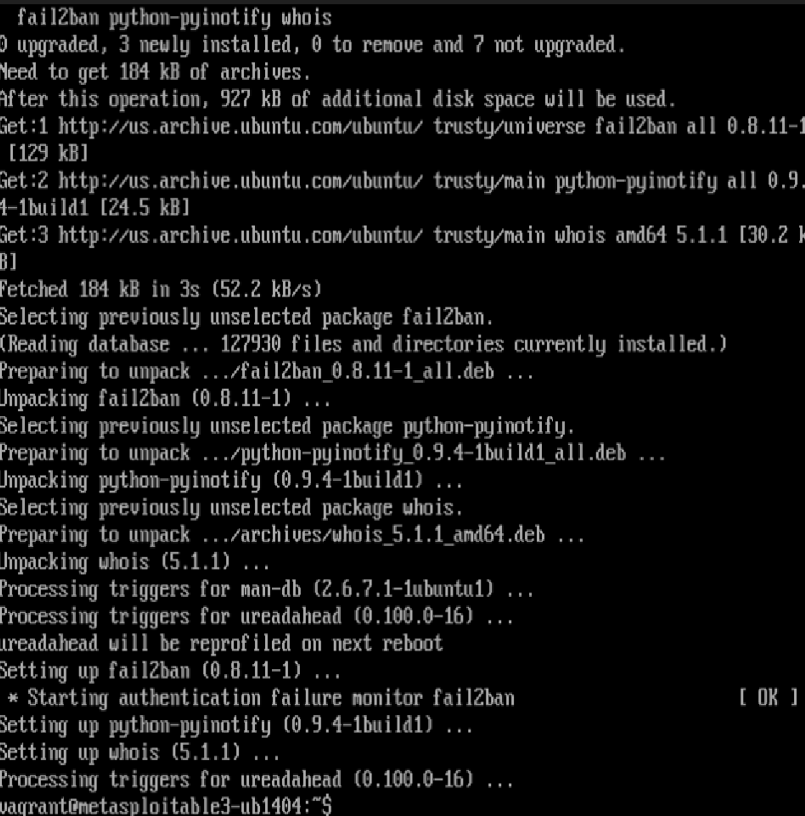 fail2ban python-pyinotify whois
0 upgraded, 3 newly installed, 0 to remove and 7 not upgraded.
Need to get 184 kB of archives.
After this operation, 927 kB of additional disk space will be used.
Get:1 http://us.archive.ubuntu.com/ubuntu/ trusty/universe fail2ban all 0.8.11-1
 [129 kB]
Get:2 http://us.archive.ubuntu.com/ubuntu/ trusty/main python-pyinotify all 0.9.
4-1build1 [24.5 kB]
Get:3 http://us.archive.ubuntu.com/ubuntu/ trusty/main whois amd64 5.1.1 [30.2 k
B]
Fetched 184 kB in 3s (52.2 kB/s)
Selecting previously unselected package fail2ban.
(Reading database ... 127930 files and directories currently installed.)
Preparing to unpack .../fail2ban_0.8.11-1_all.deb ...
Unpacking fail2ban (0.8.11-1) ...
Selecting previously unselected package python-pyinotify.
Preparing to unpack .../python-pyinotify_0.9.4-1build1_all.deb ...
Unpacking python-pyinotify (0.9.4-1build1) ...
Selecting previously unselected package whois.
Preparing to unpack .../archives/whois_5.1.1_amd64.deb ...
Unpacking whois (5.1.1) ...
Processing triggers for man-db (2.6.7.1-1ubuntu1) ...
Processing triggers for ureadahead (0.100.0-16) ...
ureadahead will be reprofiled on next reboot
Setting up fail2ban (0.8.11-1) ...
 * Starting authentication failure monitor fail2ban [ OK ]
Setting up python-pyinotify (0.9.4-1build1) ...
Setting up whois (5.1.1) ...
Processing triggers for ureadahead (0.100.0-16) ...
vagrant@metasploitable3-ub1404:~$